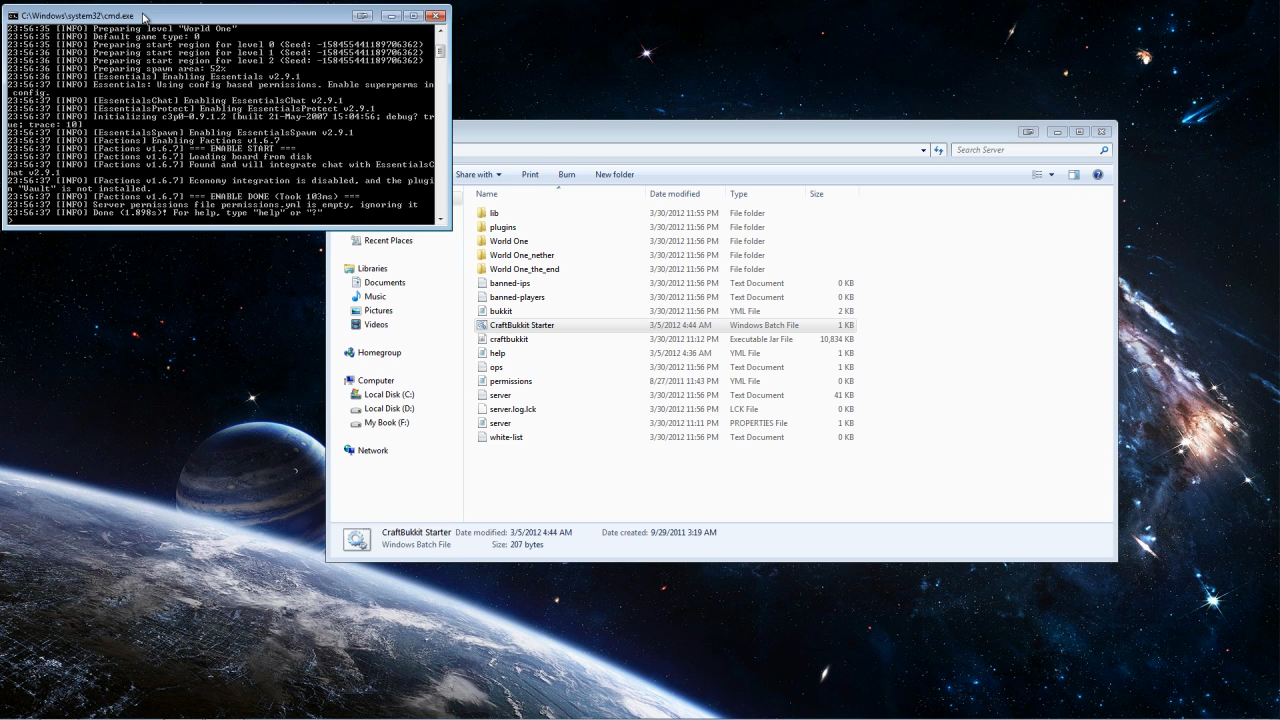 C:\Windows\system32\cmd.exe
23:56:35 [INFO] Preparing level "World One"
23:56:35 [INFO] Default game type: 0
23:56:35 [INFO] Preparing start region for level 0 (Seed: -158455441189706362)
23:56:35 [INFO] Preparing start region for level 1 (Seed: -158455441189706362)
23:56:36 [INFO] Preparing start region for level 2 (Seed: -158455441189706362)
23:56:36 [INFO] Preparing spawn area: 52%
23:56:36 [INFO] [Essentials] Enabling Essentials v2.9.1
23:56:37 [INFO] Essentials: Using config based permissions. Enable superperms in
config.
23:56:37 [INFO] [EssentialsChat] Enabling EssentialsChat v2.9.1
23:56:37 [INFO] [EssentialsProtect] Enabling EssentialsProtect v2.9.1
23:56:37 [INFO] Initializing c3p0-0.9.1.2 [built 21-May-2007 15:04:56; debug? tr
ue; trace: 10]
23:56:37 [INFO] [EssentialsSpawn] Enabling EssentialsSpawn v2.9.1
23:56:37 [INFO] [Factions] Enabling Factions v1.6.7
23:56:37 [INFO] [Factions v1.6.7] === ENABLE START ===
23:56:37 [INFO] [Factions v1.6.7] Loading board from disk
23:56:37 [INFO] [Factions v1.6.7] Found and will integrate chat with EssentialsC
hat v2.9.1
23:56:37 [INFO] [Factions v1.6.7] Economy integration is disabled, and the plugi
n "Vault" is not installed.
23:56:37 [INFO] [Factions v1.6.7] === ENABLE DONE (Took 103ms) ===
23:56:37 [INFO] Server permissions file permissions.yml is empty, ignoring it
23:56:37 [INFO] Done (1.898s)! For help, type "help" or "?"
>
Search Server
Share with Print Burn New folder
Name Date modified Type Size
lib 3/30/2012 11:55 PM File folder
plugins 3/30/2012 11:56 PM File folder
World One 3/30/2012 11:56 PM File folder
World One_nether 3/30/2012 11:56 PM File folder
World One_the_end 3/30/2012 11:56 PM File folder
banned-ips 3/30/2012 11:56 PM Text Document 0 KB
banned-players 3/30/2012 11:56 PM Text Document 0 KB
bukkit 3/30/2012 11:56 PM YML File 2 KB
CraftBukkit Starter 3/5/2012 4:44 AM Windows Batch File 1 KB
craftbukkit 3/30/2012 11:12 PM Executable Jar File 10,834 KB
help 3/5/2012 4:36 AM YML File 1 KB
ops 3/30/2012 11:56 PM Text Document 1 KB
permissions 8/27/2011 11:43 PM YML File 0 KB
server 3/30/2012 11:56 PM Text Document 41 KB
server.log.lck 3/30/2012 11:56 PM LCK File 0 KB
server 3/30/2012 11:11 PM PROPERTIES File 1 KB
white-list 3/30/2012 11:56 PM Text Document 0 KB
Recent Places
Libraries
Documents
Music
Pictures
Videos
Homegroup
Computer
Local Disk (C:)
Local Disk (D:)
My Book (F:)
Network
CraftBukkit Starter Date modified: 3/5/2012 4:44 AM Date created: 9/29/2011 3:19 AM
Windows Batch File Size: 207 bytes